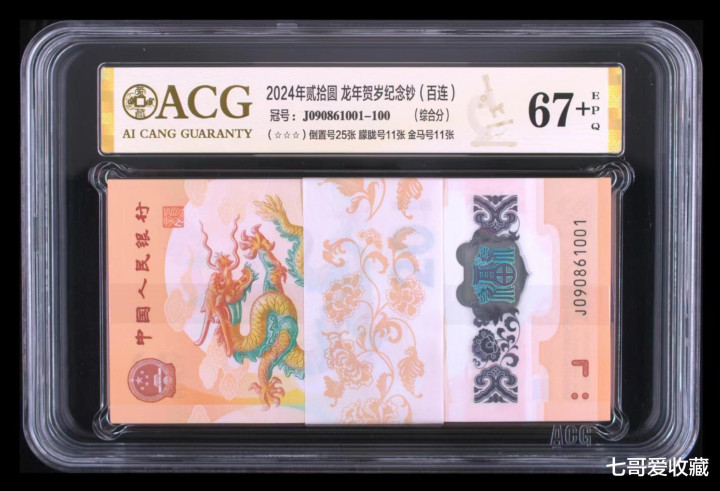 ACG
AI CANG GUARANTY
2024年贰拾圆 龙年贺岁纪念钞（百连）
冠号：J090861001-100 （综合分）
（☆☆☆）倒置号25张 朦胧号11张 金马号11张
67+
EPQ
中国人民银行
J090861001
ACG
七哥爱收藏